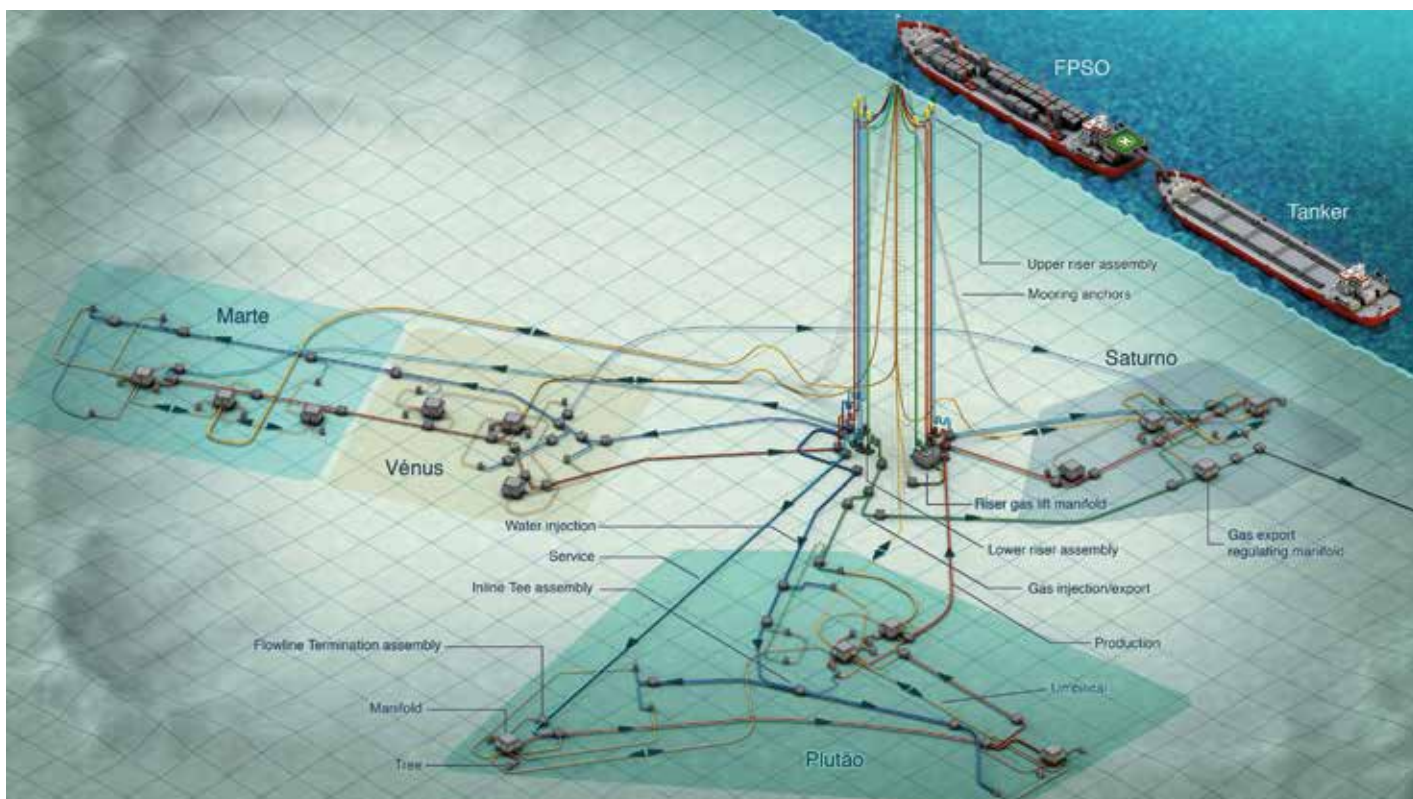 FPSO
Tanker
Upper riser assembly
Mooring anchors
Marte
Saturno
Vénus
Riser gas lift manifold
Water injection
Gas export
regulating manifold
Service
Lower riser assembly
Inline Tee assembly
Gas injection/export
Flowline Termination assembly
Production
Umbilical
Manifold
Tree
Plutão